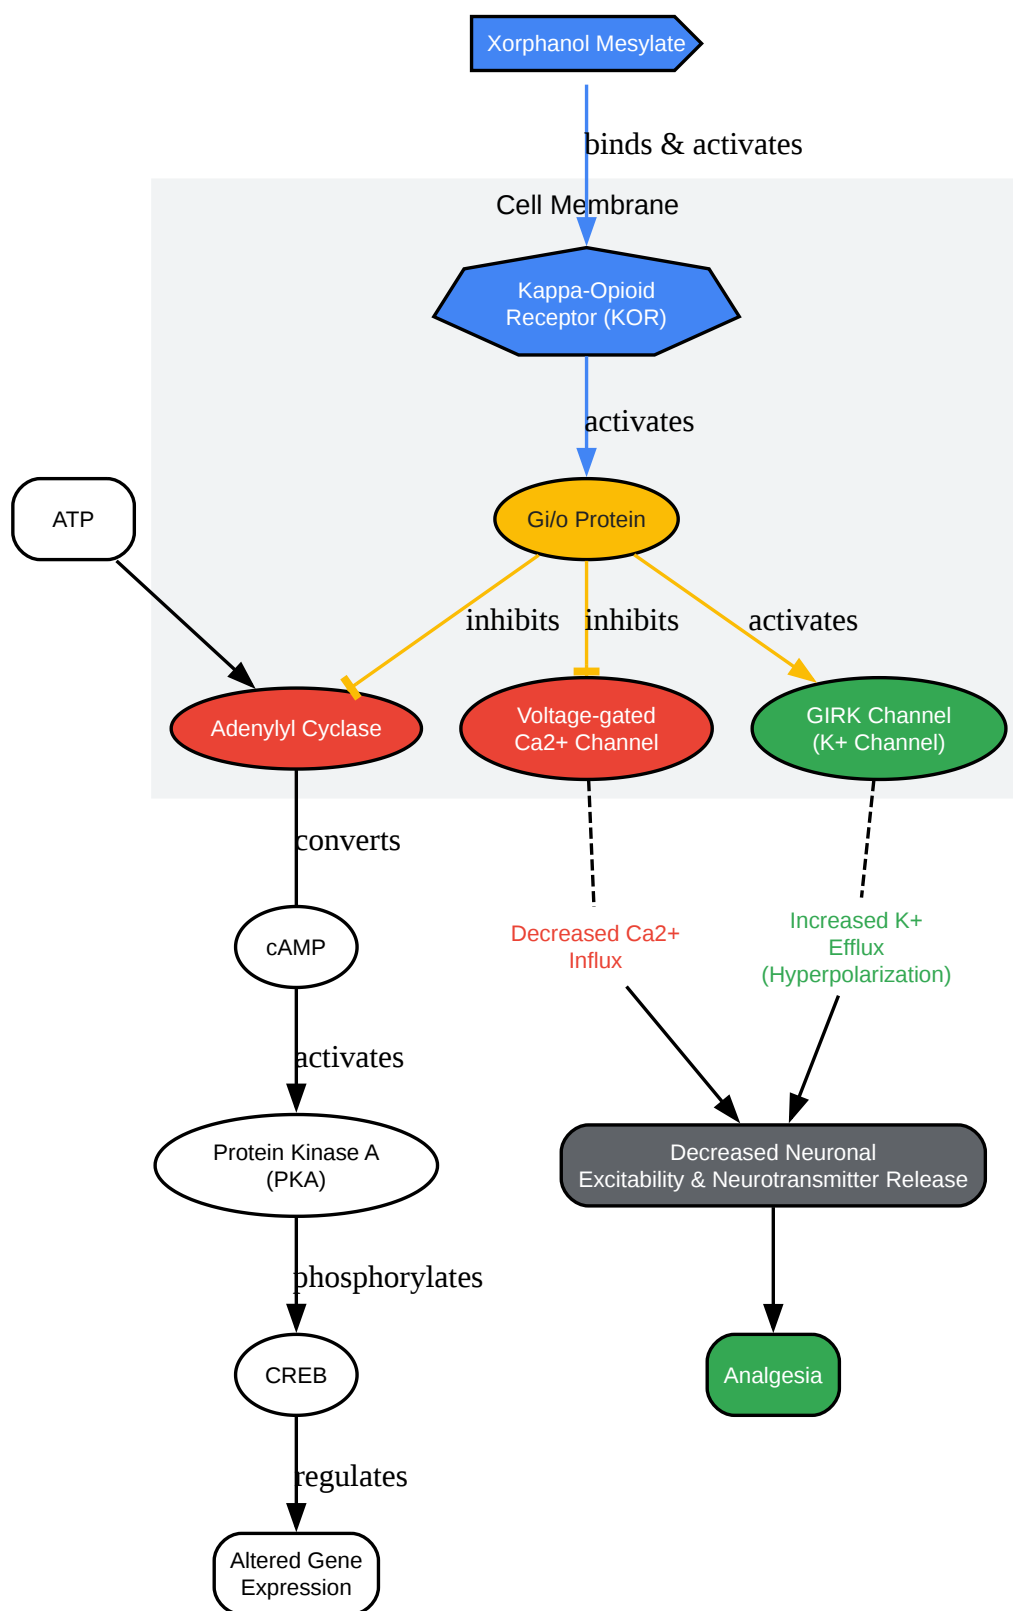 Xorphanol Mesylate
binds & activates
Cell Membrane
Kappa-Opioid
Receptor (KOR)
activates
ATP
Gi/o Protein
inhibits
inhibits
activates
Adenylyl Cyclase
Voltage-gated
Ca2+ Channel
GIRK Channel
(K+ Channel)
converts
cAMP
Decreased Ca2+
Influx
Increased K+
Efflux
(Hyperpolarization)
activates
Protein Kinase A
(PKA)
Decreased Neuronal
Excitability & Neurotransmitter Release
phosphorylates
CREB
Analgesia
regulates
Altered Gene
Expression